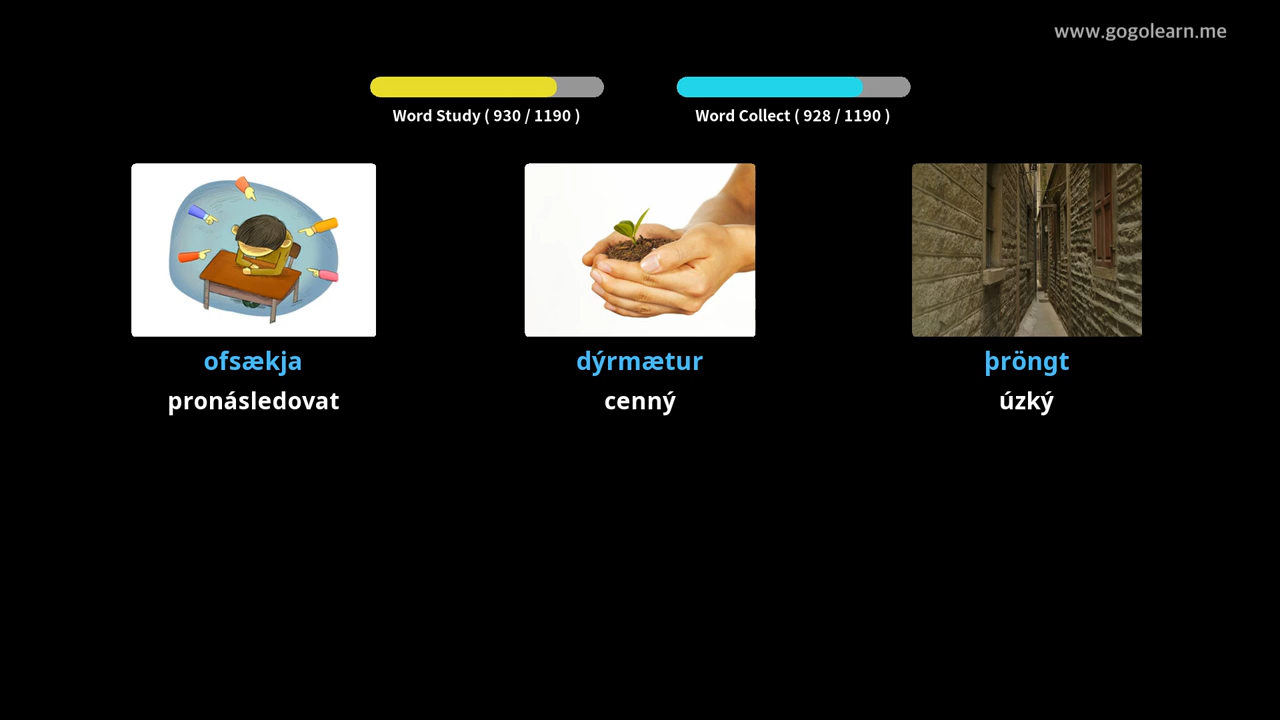 www.gogolearn.me
Word Study ( 930 / 1190 )
Word Collect ( 928 / 1190 )
ofsækja
dýrmætur
þröngt
pronásledovat
cenný
úzký